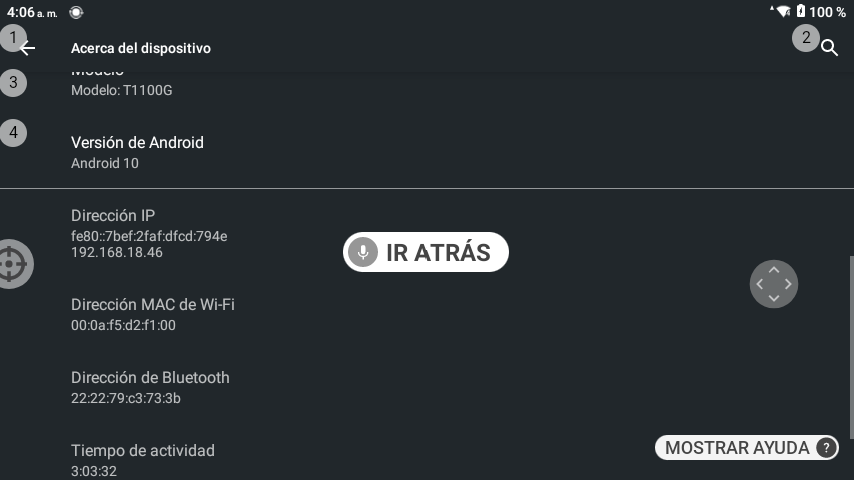 4:06 a. m.
100 %
1
Acerca del dispositivo
2
3
Modelo
Modelo: T1100G
4
Versión de Android
Android 10
Dirección IP
fe80::7bef:2faf:dfcd:794e
192.168.18.46
IR ATRÁS
Dirección MAC de Wi-Fi
00:0a:f5:d2:f1:00
Dirección de Bluetooth
22:22:79:c3:73:3b
Tiempo de actividad
3:03:32
MOSTRAR AYUDA ?